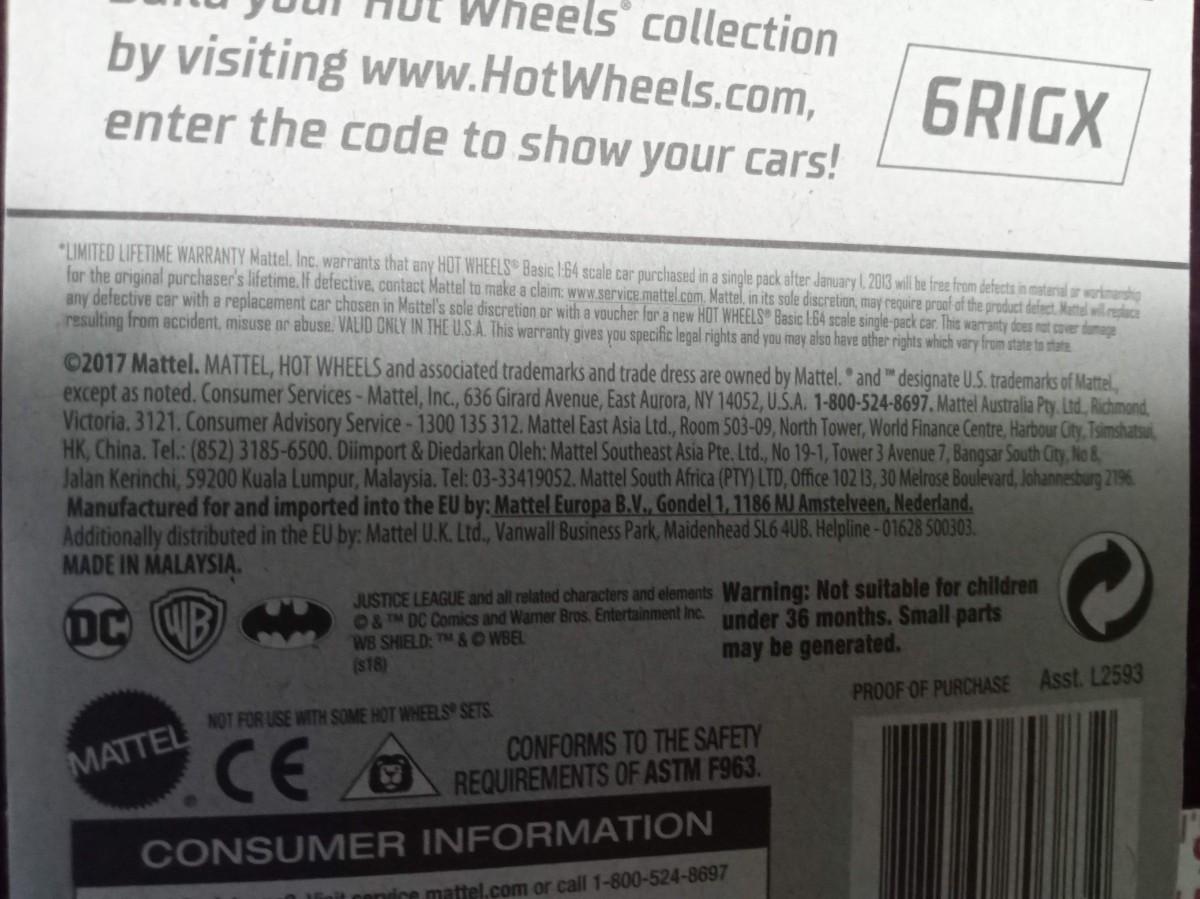 your Hot Wheels® collection
by visiting www.HotWheels.com,
enter the code to show your cars!
6RIGX
*LIMITED LIFETIME WARRANTY Mattel, Inc. warrants that any HOT WHEELS® Basic 1:64 scale car purchased in a single pack after January 1, 2013 will be free from defects in material or workmanship
for the original purchaser's lifetime. If defective, contact Mattel to make a claim: www.service.mattel.com. Mattel, in its sole discretion, may require proof of the product defect. Mattel will replace
any defective car with a replacement car chosen in Mattel's sole discretion or with a voucher for a new HOT WHEELS® Basic 1:64 scale single-pack car. This warranty does not cover damage
resulting from accident, misuse or abuse. VALID ONLY IN THE U.S.A. This warranty gives you specific legal rights and you may also have other rights which vary from state to state.
©2017 Mattel. MATTEL, HOT WHEELS and associated trademarks and trade dress are owned by Mattel. ® and ™ designate U.S. trademarks of Mattel,
except as noted. Consumer Services - Mattel, Inc., 636 Girard Avenue, East Aurora, NY 14052, U.S.A. 1-800-524-8697. Mattel Australia Pty. Ltd., Richmond,
Victoria. 3121. Consumer Advisory Service - 1300 135 312. Mattel East Asia Ltd., Room 503-09, North Tower, World Finance Centre, Harbour City, Tsimshatsui,
HK, China. Tel.: (852) 3185-6500. Diimport & Diedarkan Oleh: Mattel Southeast Asia Pte. Ltd., No 19-1, Tower 3 Avenue 7, Bangsar South City, No 8,
Jalan Kerinchi, 59200 Kuala Lumpur, Malaysia. Tel: 03-33419052. Mattel South Africa (PTY) LTD, Office 102 I3, 30 Melrose Boulevard, Johannesburg 2196.
Manufactured for and imported into the EU by: Mattel Europa B.V., Gondel 1, 1186 MJ Amstelveen, Nederland.
Additionally distributed in the EU by: Mattel U.K. Ltd., Vanwall Business Park, Maidenhead SL6 4UB. Helpline - 01628 500303.
MADE IN MALAYSIA.
DC
WB
JUSTICE LEAGUE and all related characters and elements
© & ™ DC Comics and Warner Bros. Entertainment Inc.
WB SHIELD: ™ & © WBEL
(s18)
Warning: Not suitable for children
under 36 months. Small parts
may be generated.
PROOF OF PURCHASE Asst. L2593
MATTEL
NOT FOR USE WITH SOME HOT WHEELS® SETS.
CE
CONFORMS TO THE SAFETY
REQUIREMENTS OF ASTM F963.
CONSUMER INFORMATION
mattel.com or call 1-800-524-8697